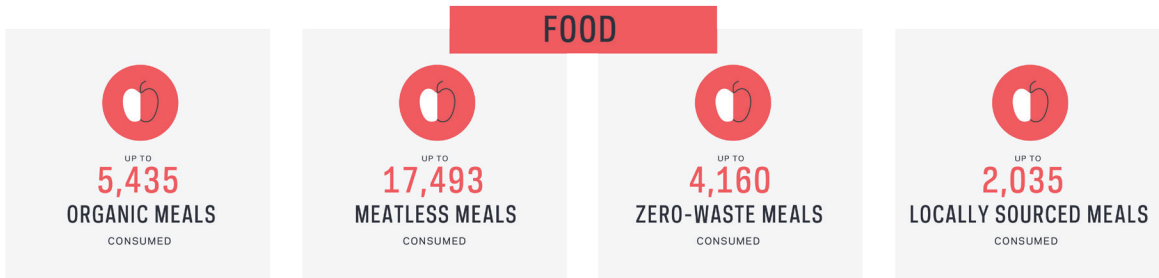 FOOD
UP TO
5,435
ORGANIC MEALS
CONSUMED
UP TO
17,493
MEATLESS MEALS
CONSUMED
UP TO
4,160
ZERO-WASTE MEALS
CONSUMED
UP TO
2,035
LOCALLY SOURCED MEALS
CONSUMED